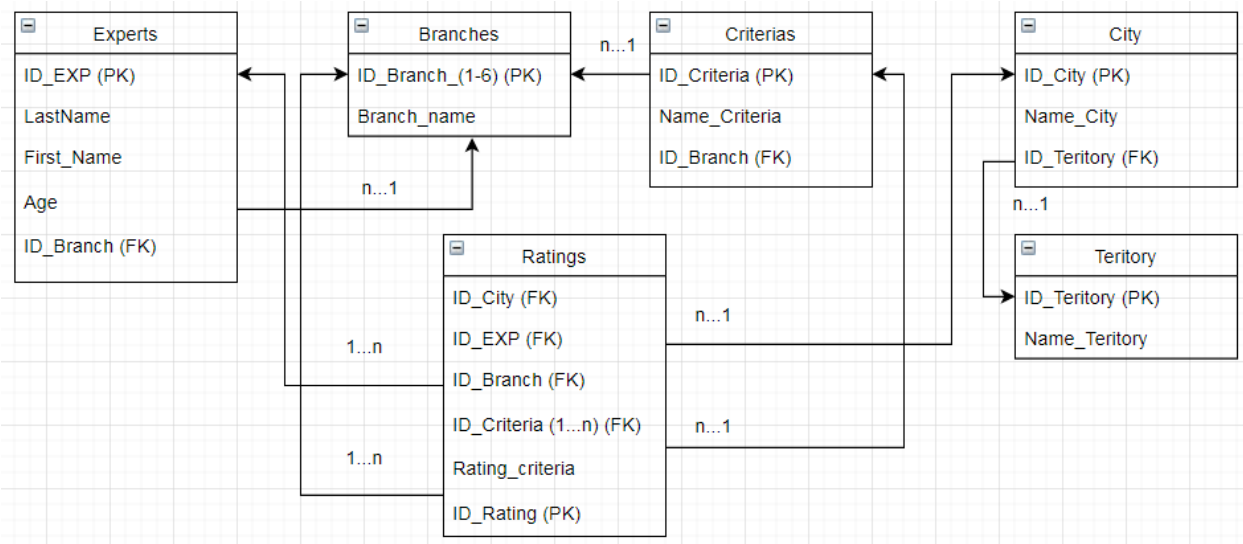 Experts
ID_EXP (PK)
LastName
First_Name
Age
ID_Branch (FK)
Branches
ID_Branch_(1-6) (PK)
Branch_name
n...1
n...1
Criterias
ID_Criteria (PK)
Name_Criteria
ID_Branch (FK)
City
ID_City (PK)
Name_City
ID_Teritory (FK)
n...1
Teritory
ID_Teritory (PK)
Name_Teritory
Ratings
ID_City (FK)
ID_EXP (FK)
ID_Branch (FK)
ID_Criteria (1...n) (FK)
Rating_criteria
ID_Rating (PK)
1...n
1...n
n...1
n...1